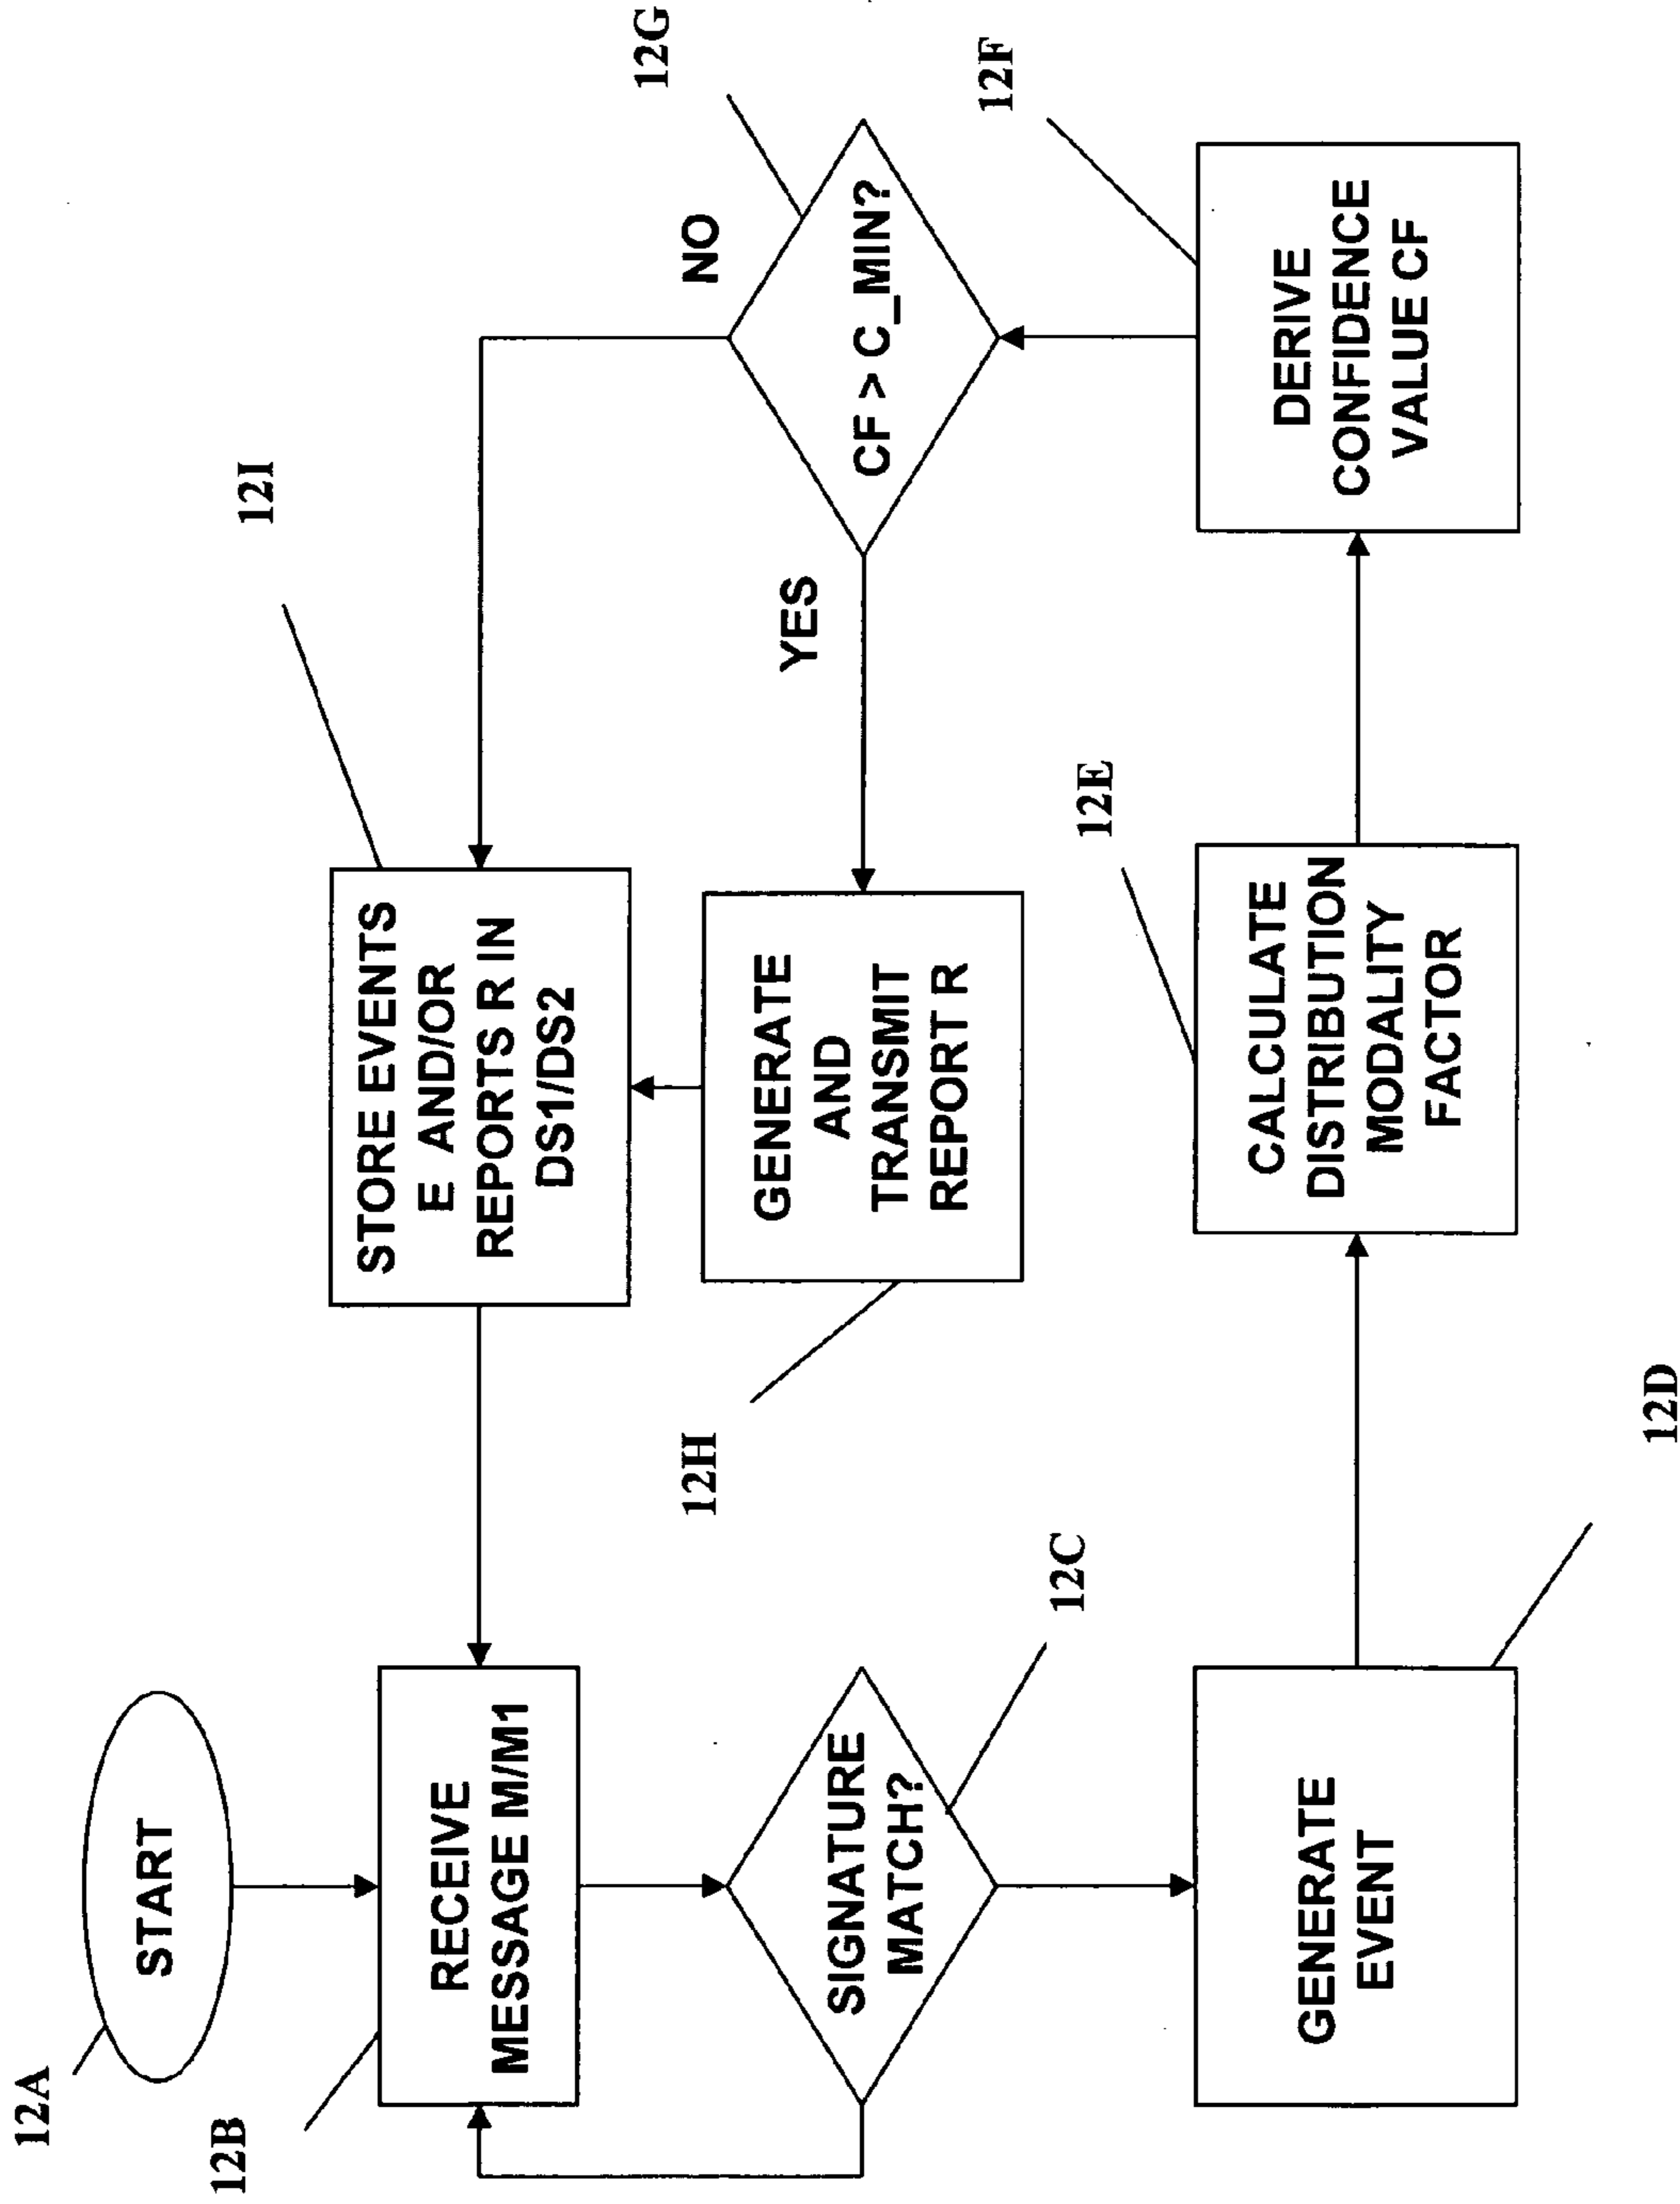 12A
START
12B
RECEIVE
MESSAGE M/M1
SIGNATURE
MATCH?
12C
GENERATE
EVENT
12D
CALCULATE
DISTRIBUTION
MODALITY
FACTOR
12E
DERIVE
CONFIDENCE
VALUE CF
12F
CF > C_MIN?
12G
NO
YES
GENERATE
AND
TRANSMIT
REPORT R
12H
STORE EVENTS
E AND/OR
REPORTS R IN
DS1/DS2
12I